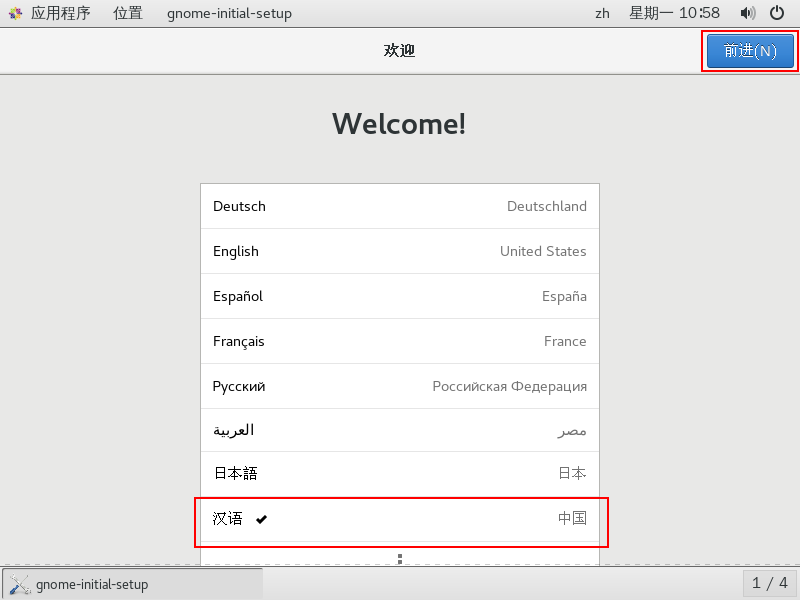 应用程序 位置 gnome-initial-setup zh 星期一 10:58
欢迎 前进(N)
Welcome!
Deutsch Deutschland
English United States
Español España
Français France
Русский Российская Федерация
العربية مصر
日本語 日本
汉语 中国
gnome-initial-setup 1 / 4